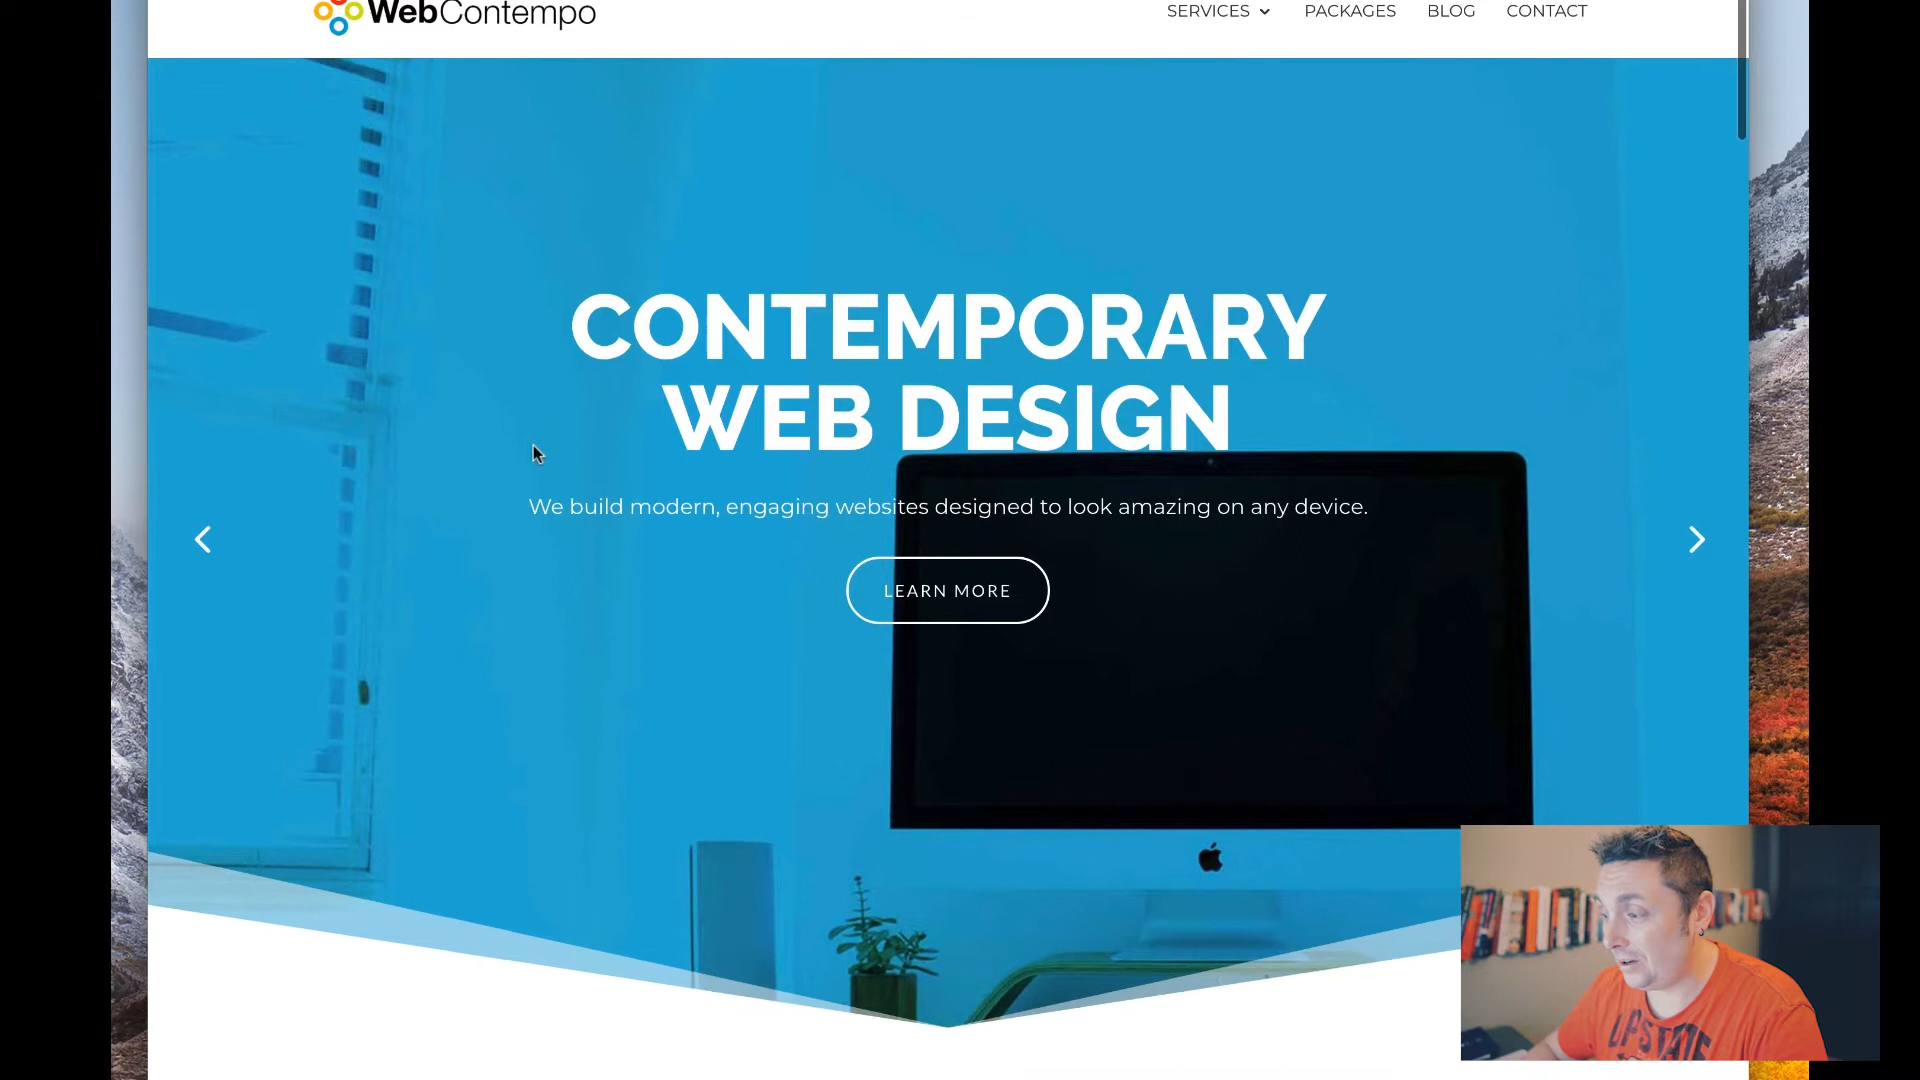 WebContempo
SERVICES PACKAGES BLOG CONTACT
CONTEMPORARY
WEB DESIGN
We build modern, engaging websites designed to look amazing on any device.
LEARN MORE
UPSTATE